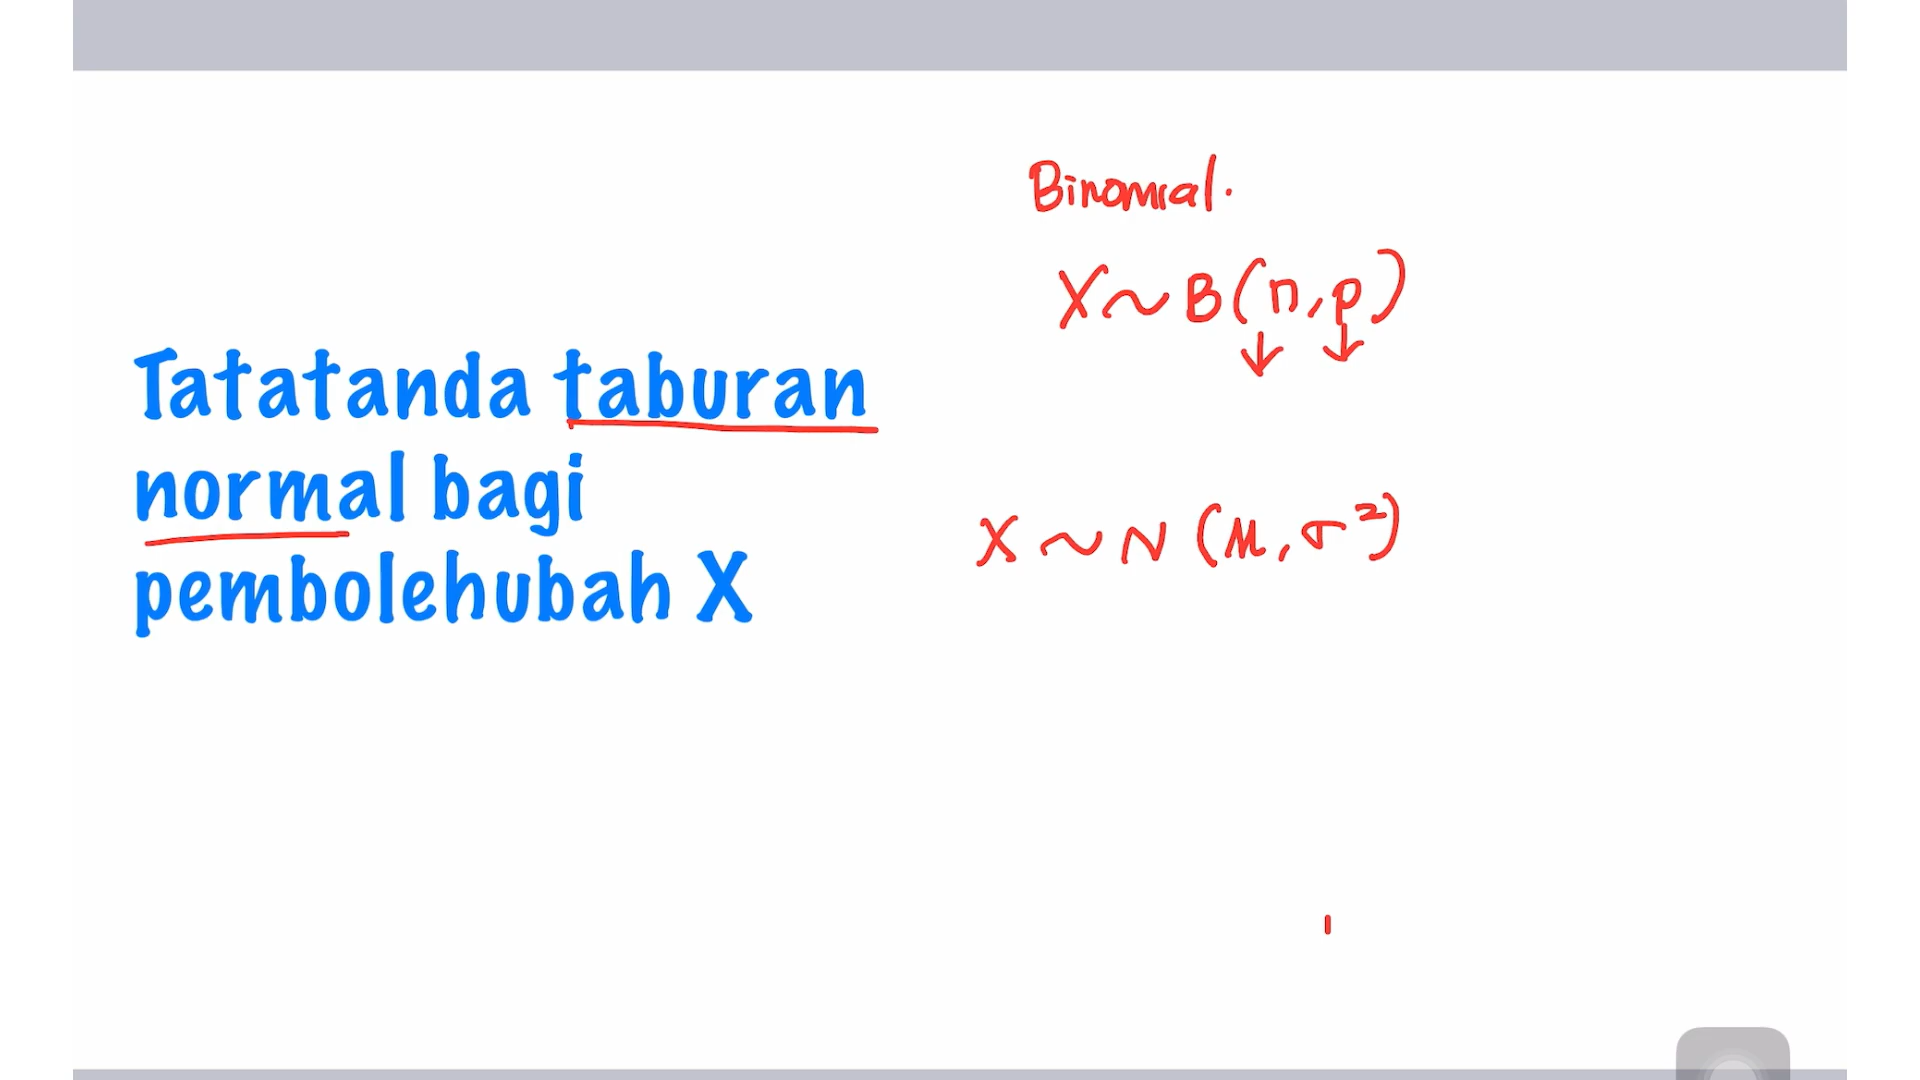 Tatatanda taburan
normal bagi
pembolehubah X
Binomial.
X ~ B(n, p)
X ~ N (μ, σ²)